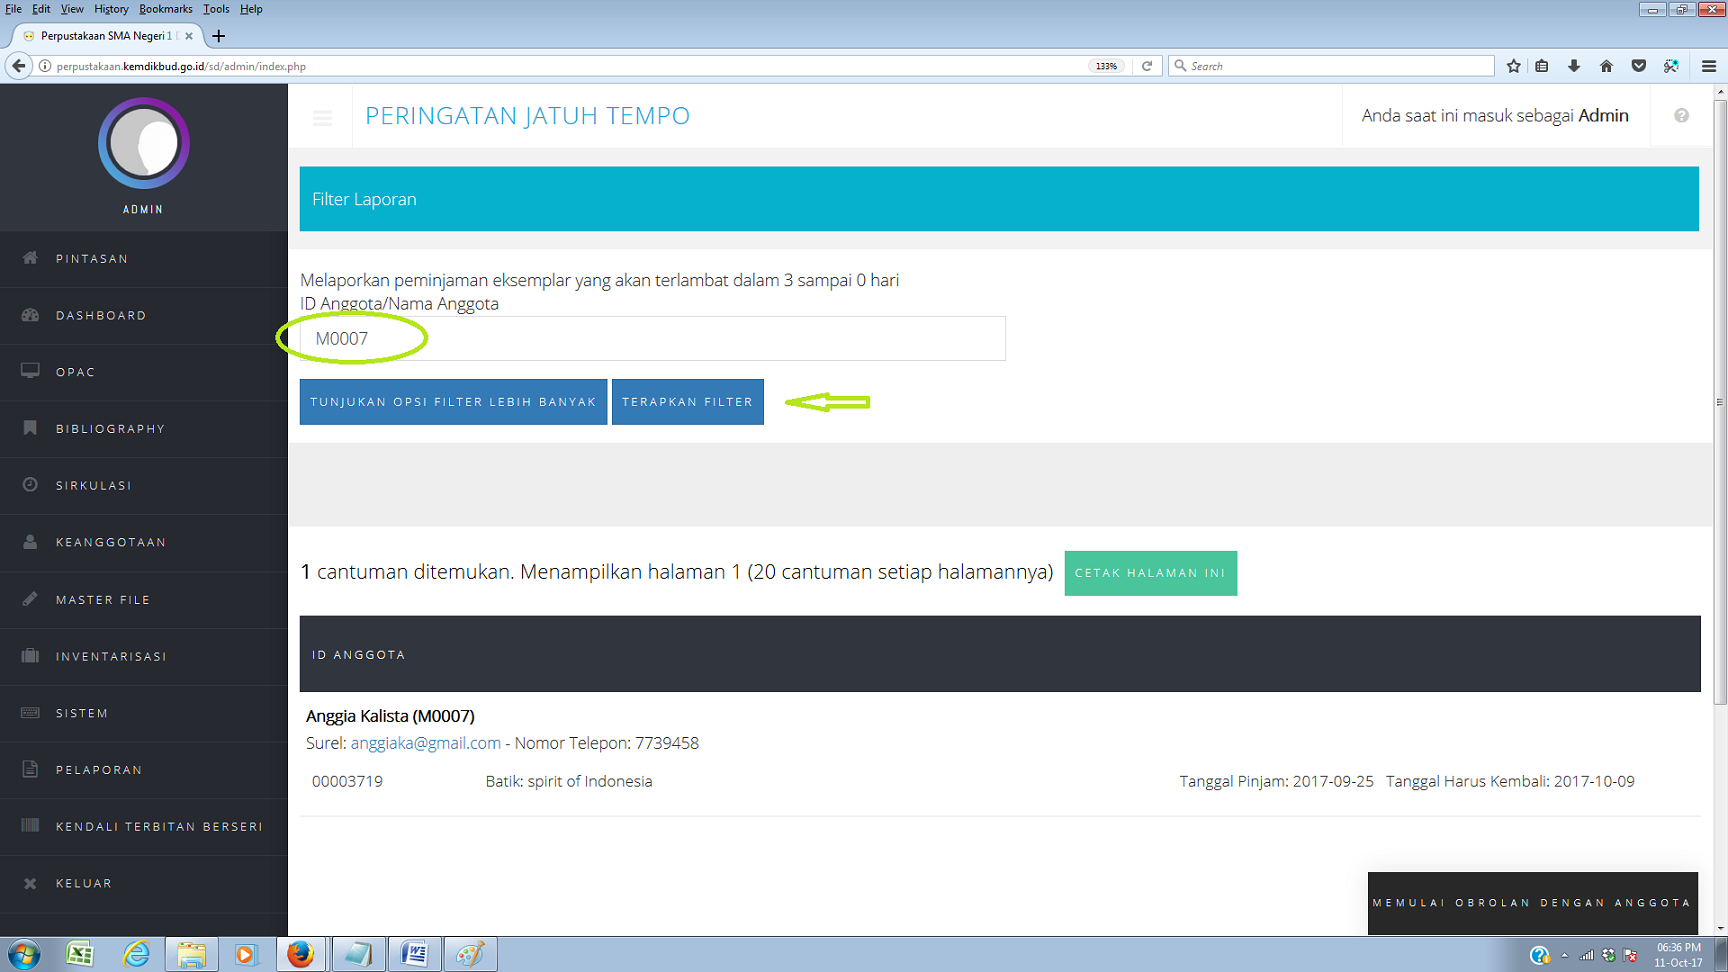 File Edit View History Bookmarks Tools Help
Perpustakaan SMA Negeri 1
perpustakaan.kemdikbud.go.id/sd/admin/index.php 133% Search
ADMIN
PINTASAN
DASHBOARD
OPAC
BIBLIOGRAPHY
SIRKULASI
KEANGGOTAAN
MASTER FILE
INVENTARISASI
SISTEM
PELAPORAN
KENDALI TERBITAN BERSERI
KELUAR
PERINGATAN JATUH TEMPO
Anda saat ini masuk sebagai Admin
Filter Laporan
Melaporkan peminjaman eksemplar yang akan terlambat dalam 3 sampai 0 hari
ID Anggota/Nama Anggota
M0007
TUNJUKAN OPSI FILTER LEBIH BANYAK TERAPKAN FILTER
1 cantuman ditemukan. Menampilkan halaman 1 (20 cantuman setiap halamannya) CETAK HALAMAN INI
ID ANGGOTA
Anggia Kalista (M0007)
Surel: anggiaka@gmail.com - Nomor Telepon: 7739458
00003719 Batik: spirit of Indonesia Tanggal Pinjam: 2017-09-25 Tanggal Harus Kembali: 2017-10-09
MEMULAI OBROLAN DENGAN ANGGOTA
06:36 PM
11-Oct-17